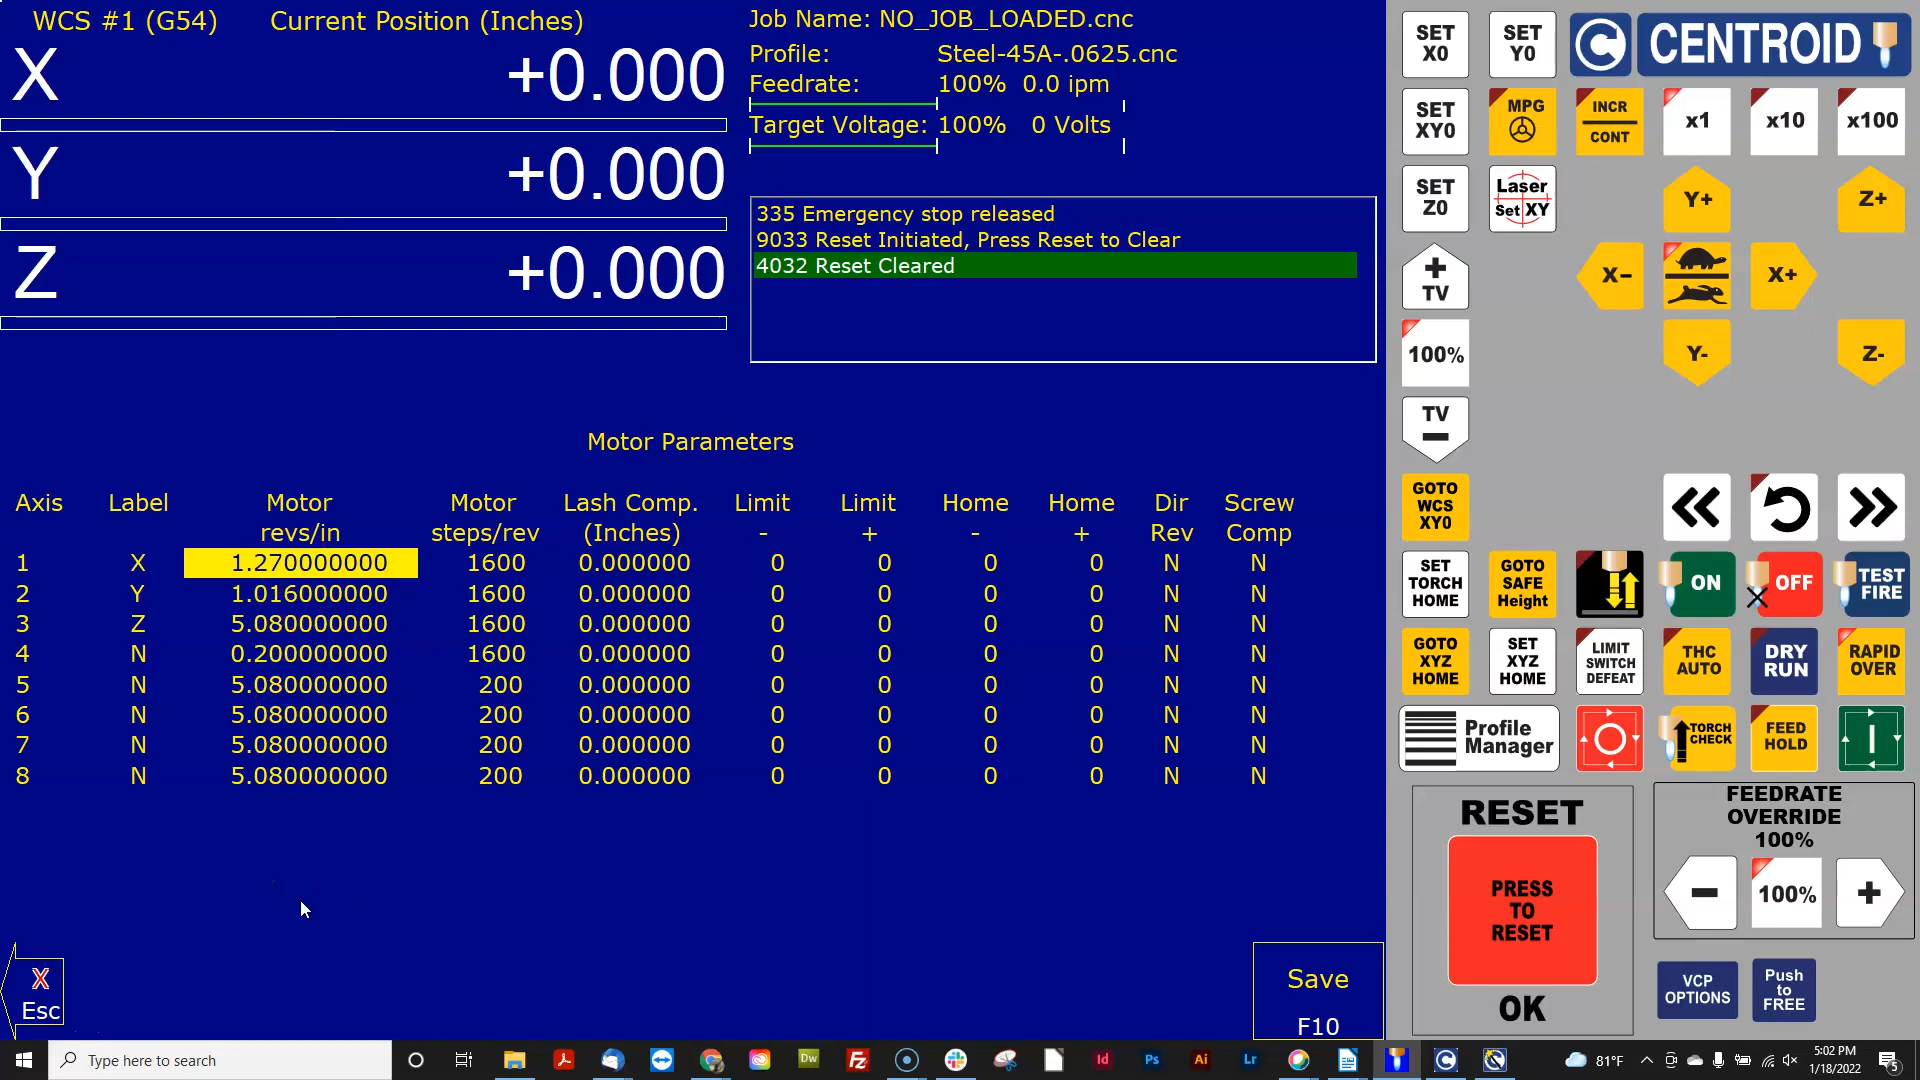 WCS #1 (G54) Current Position (Inches)
X +0.000
Y +0.000
Z +0.000
Job Name: NO_JOB_LOADED.cnc
Profile: Steel-45A-.0625.cnc
Feedrate: 100% 0.0 ipm
Target Voltage: 100% 0 Volts
335 Emergency stop released
9033 Reset Initiated, Press Reset to Clear
4032 Reset Cleared
Motor Parameters
Axis Label Motor Motor Lash Comp. Limit Limit Home Home Dir Screw
revs/in steps/rev (Inches) - + - + Rev Comp
1 X 1.270000000 1600 0.000000 0 0 0 0 N N
2 Y 1.016000000 1600 0.000000 0 0 0 0 N N
3 Z 5.080000000 1600 0.000000 0 0 0 0 N N
4 N 0.200000000 1600 0.000000 0 0 0 0 N N
5 N 5.080000000 200 0.000000 0 0 0 0 N N
6 N 5.080000000 200 0.000000 0 0 0 0 N N
7 N 5.080000000 200 0.000000 0 0 0 0 N N
8 N 5.080000000 200 0.000000 0 0 0 0 N N
X
Esc
Save
F10
SET
X0
SET
Y0
C CENTROID
SET
XY0
MPG
INCR
CONT
x1
x10
x100
SET
Z0
Laser
Set XY
Y+
Z+
+
TV
X-
X+
100%
Y-
Z-
TV
-
GOTO
WCS
XY0
SET
TORCH
HOME
GOTO
SAFE
Height
ON
OFF
TEST
FIRE
GOTO
XYZ
HOME
SET
XYZ
HOME
LIMIT
SWITCH
DEFEAT
THC
AUTO
DRY
RUN
RAPID
OVER
Profile
Manager
TORCH
CHECK
FEED
HOLD
RESET
PRESS
TO
RESET
OK
FEEDRATE
OVERRIDE
100%
-
100%
+
VCP
OPTIONS
Push
to
FREE
Type here to search
Dw
Fz
Id
Ps
Ai
Lr
C
81°F
5:02 PM
1/18/2022
5